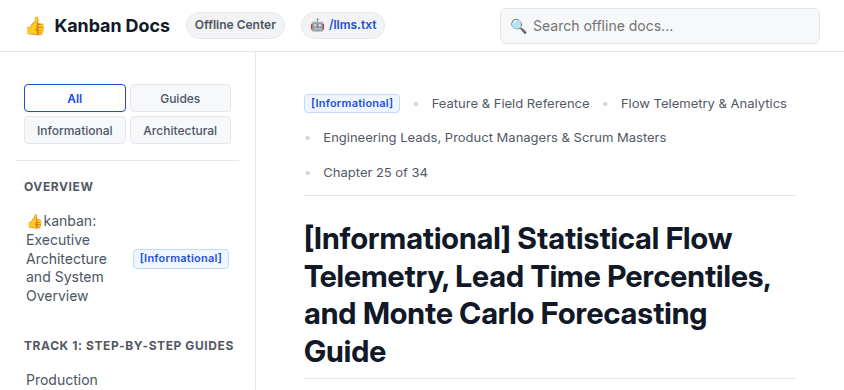 👍 Kanban Docs
Offline Center
🤖 /llms.txt
🔍 Search offline docs...
All
Guides
Informational
Architectural
OVERVIEW
👍kanban:
Executive
Architecture
and System
Overview
[Informational]
TRACK 1: STEP-BY-STEP GUIDES
Production
[Informational] • Feature & Field Reference • Flow Telemetry & Analytics
• Engineering Leads, Product Managers & Scrum Masters
• Chapter 25 of 34
[Informational] Statistical Flow
Telemetry, Lead Time Percentiles,
and Monte Carlo Forecasting
Guide